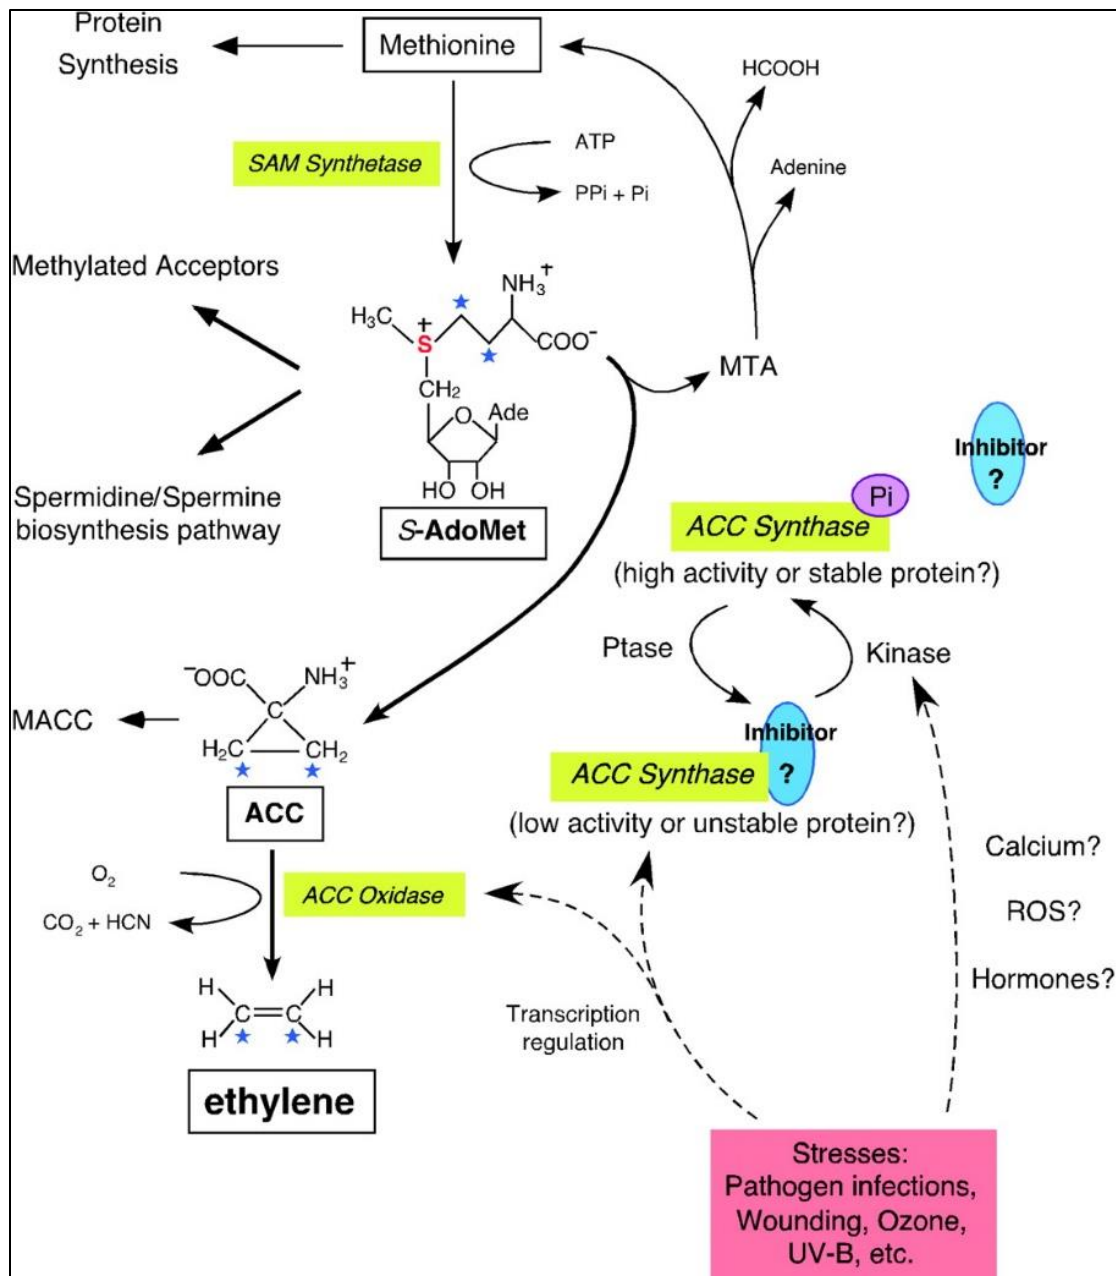 Protein
Synthesis
Methionine
HCOOH
SAM Synthetase
ATP
Adenine
PPi + Pi
Methylated Acceptors
NH₃⁺
H₃C
S⁺
COO⁻
MTA
CH₂
O
Ade
HO
OH
Inhibitor
?
Spermidine/Spermine
biosynthesis pathway
S-AdoMet
Pi
ACC Synthase
(high activity or stable protein?)
Ptase
Kinase
⁻OOC
NH₃⁺
C
MACC
H₂C
CH₂
Inhibitor
?
ACC Synthase
(low activity or unstable protein?)
ACC
Calcium?
O₂
ACC Oxidase
CO₂ + HCN
ROS?
Hormones?
H
H
C
C
H
H
Transcription
regulation
ethylene
Stresses:
Pathogen infections,
Wounding, Ozone,
UV-B, etc.